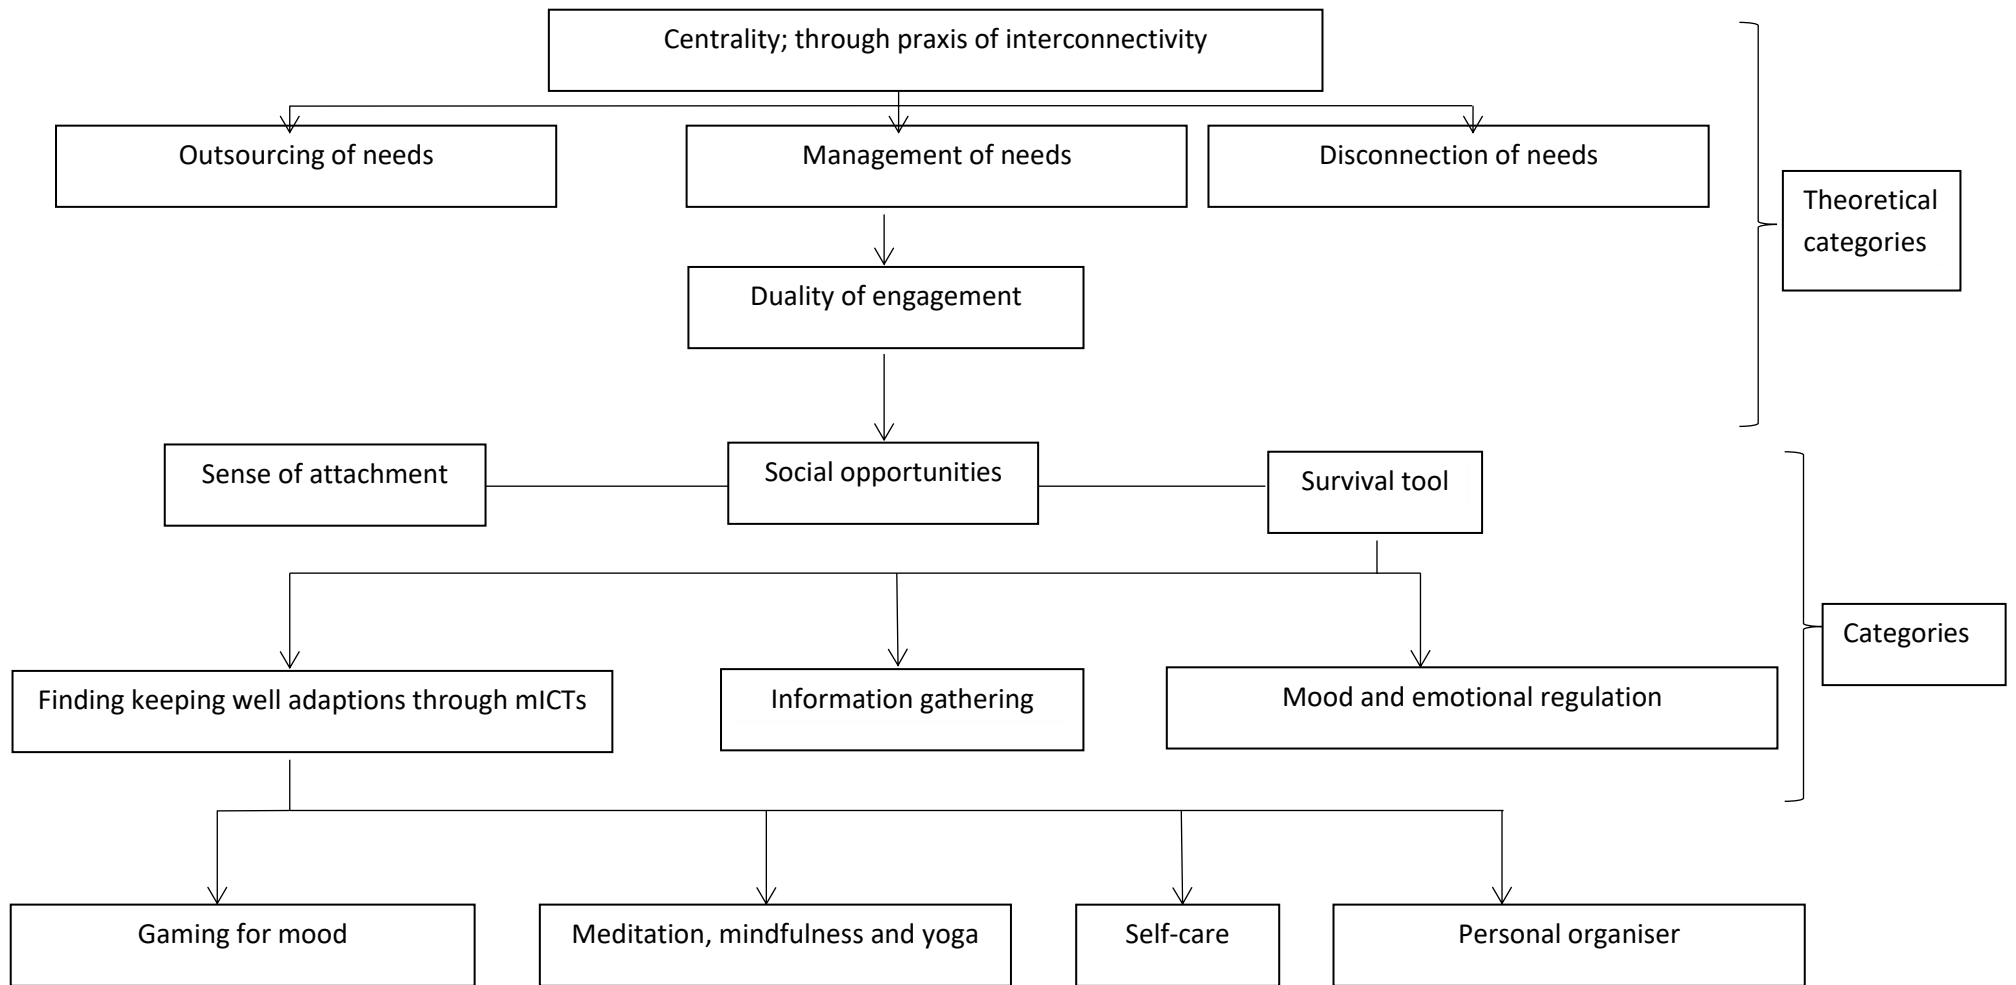 Centrality; through praxis of interconnectivity
Outsourcing of needs
Management of needs
Disconnection of needs
Theoretical
categories
Duality of engagement
Sense of attachment
Social opportunities
Survival tool
Categories
Finding keeping well adaptions through mICTs
Information gathering
Mood and emotional regulation
Gaming for mood
Meditation, mindfulness and yoga
Self-care
Personal organiser